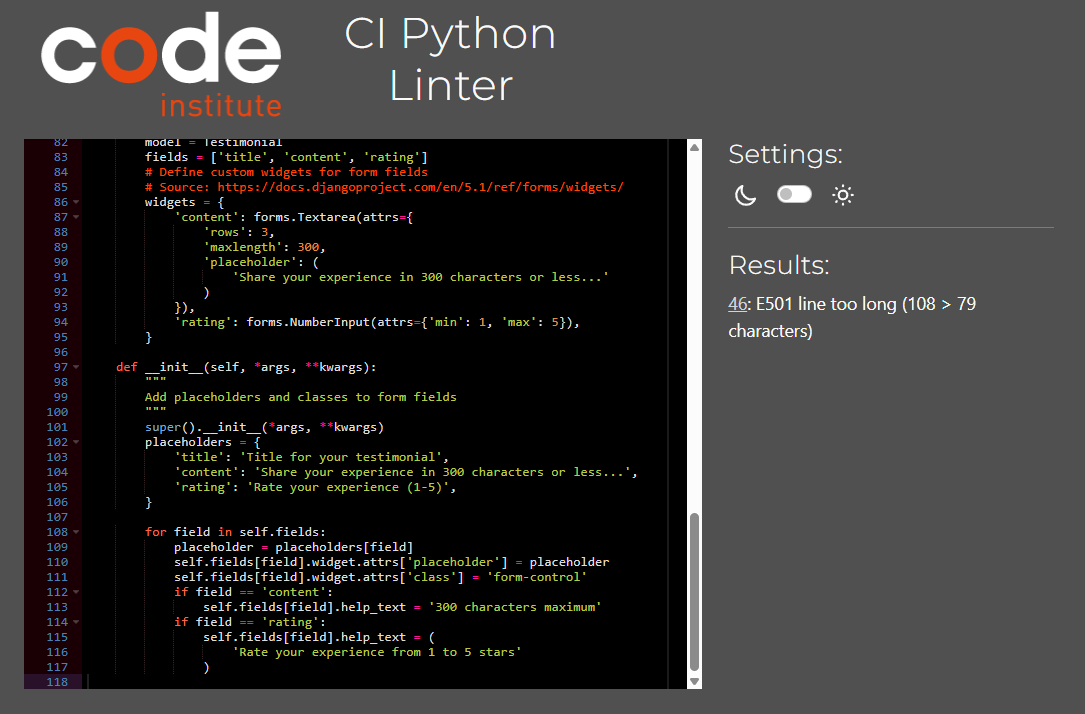 code
institute
CI Python
Linter
82 model = Testimonial
83 fields = ['title', 'content', 'rating']
84 # Define custom widgets for form fields
85 # Source: https://docs.djangoproject.com/en/5.1/ref/forms/widgets/
86 widgets = {
87 'content': forms.Textarea(attrs={
88 'rows': 3,
89 'maxlength': 300,
90 'placeholder': (
91 'Share your experience in 300 characters or less...'
92 )
93 }),
94 'rating': forms.NumberInput(attrs={'min': 1, 'max': 5}),
95 }
96
97 def __init__(self, *args, **kwargs):
98 """
99 Add placeholders and classes to form fields
100 """
101 super().__init__(*args, **kwargs)
102 placeholders = {
103 'title': 'Title for your testimonial',
104 'content': 'Share your experience in 300 characters or less...',
105 'rating': 'Rate your experience (1-5)',
106 }
107
108 for field in self.fields:
109 placeholder = placeholders[field]
110 self.fields[field].widget.attrs['placeholder'] = placeholder
111 self.fields[field].widget.attrs['class'] = 'form-control'
112 if field == 'content':
113 self.fields[field].help_text = '300 characters maximum'
114 if field == 'rating':
115 self.fields[field].help_text = (
116 'Rate your experience from 1 to 5 stars'
117 )
118
Settings:
Results:
46: E501 line too long (108 > 79
characters)